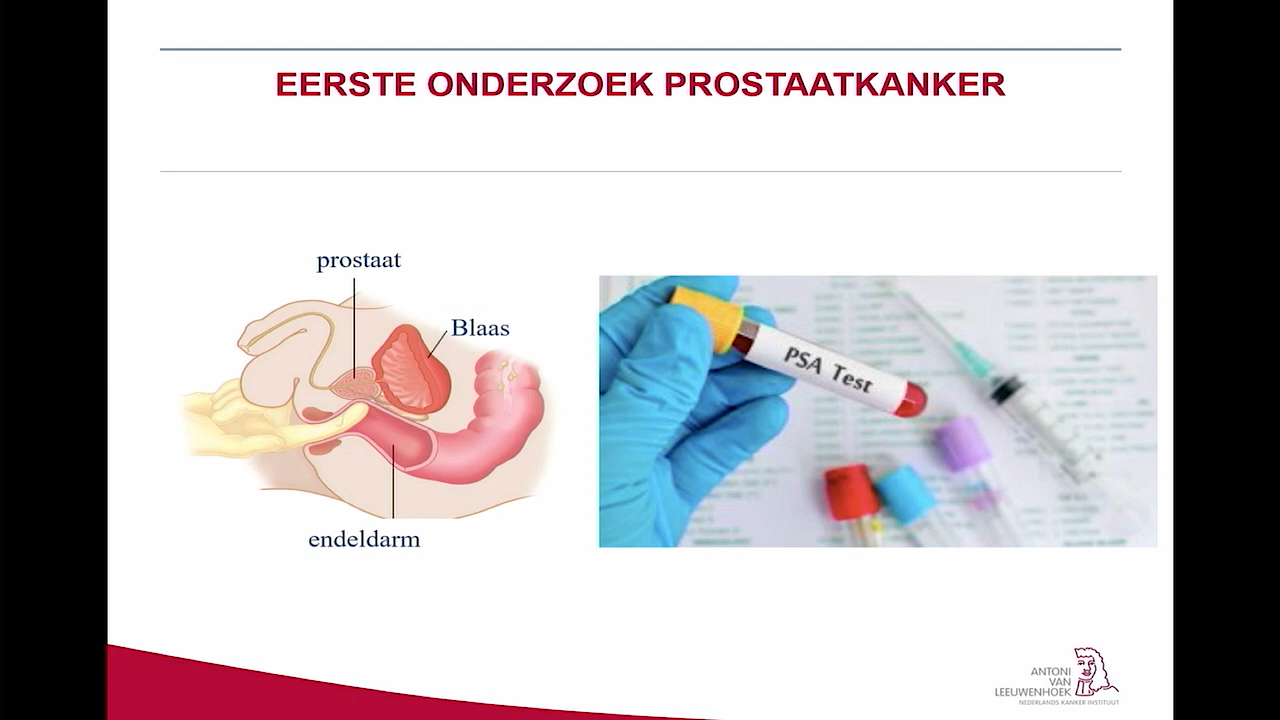 EERSTE ONDERZOEK PROSTAATKANKER
prostaat
Blaas
endeldarm
PSA Test
ANTONI
VAN
LEEUWENHOEK
NEDERLANDS KANKER INSTITUUT